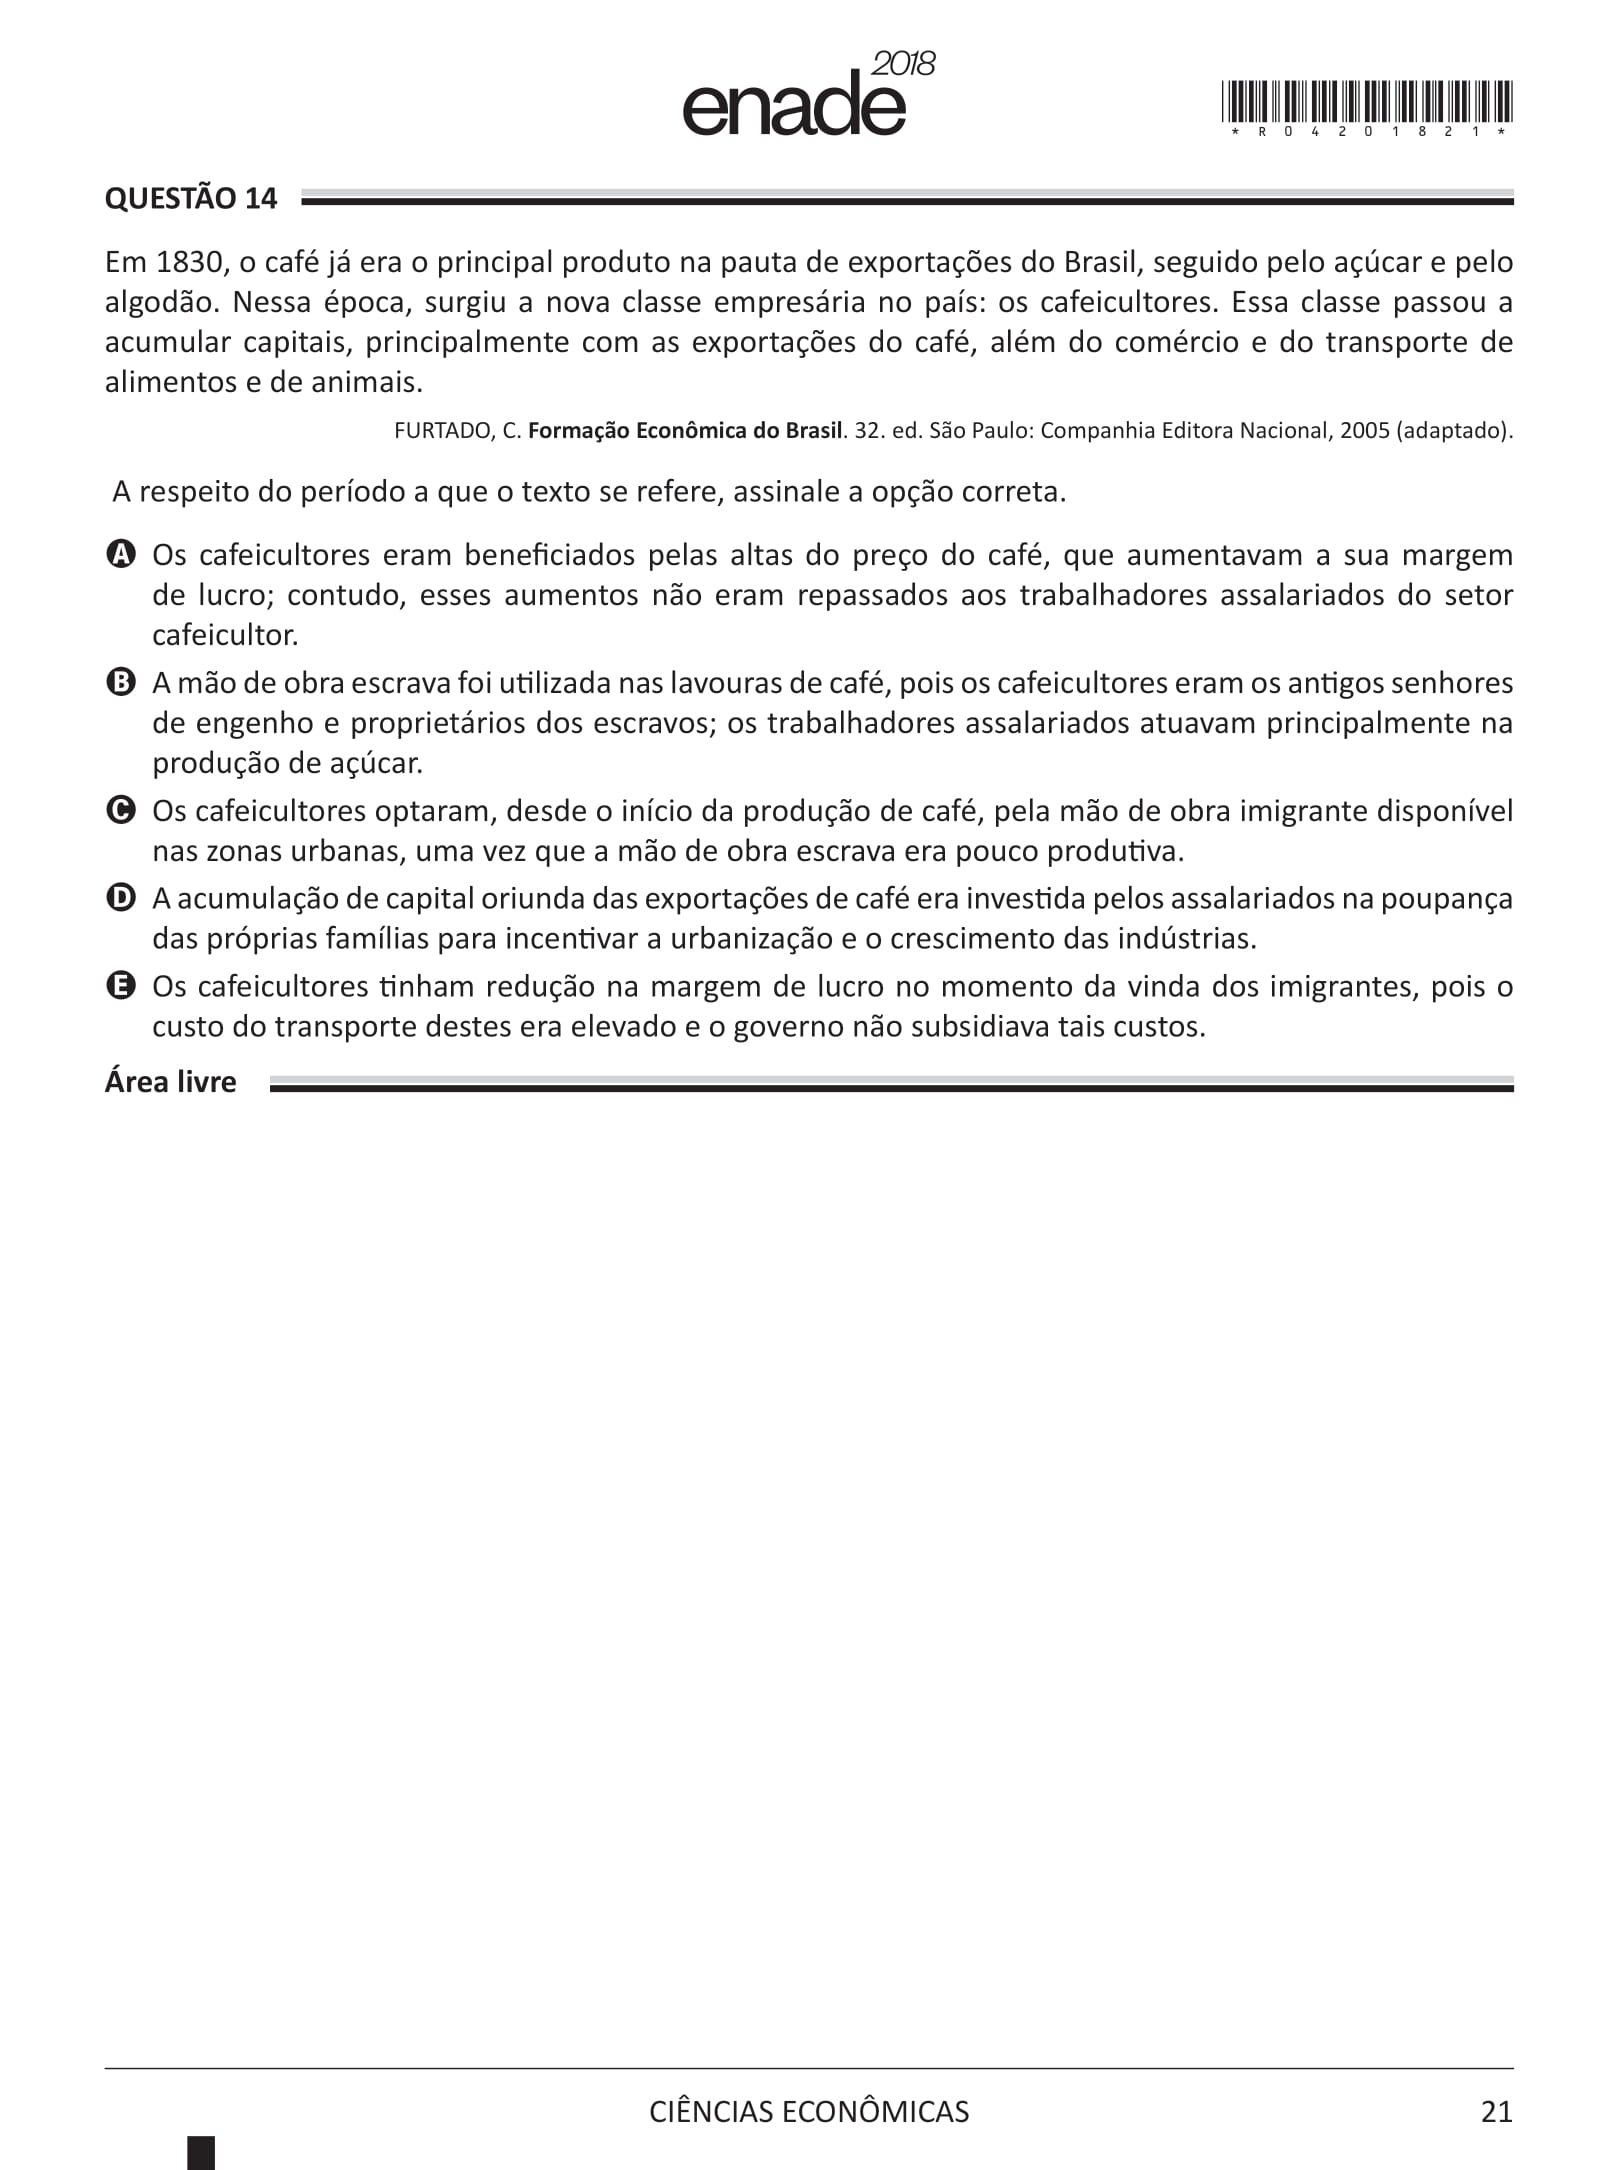 enade 2018
*R04201821*
QUESTÃO 14
Em 1830, o café já era o principal produto na pauta de exportações do Brasil, seguido pelo açúcar e pelo
algodão. Nessa época, surgiu a nova classe empresária no país: os cafeicultores. Essa classe passou a
acumular capitais, principalmente com as exportações do café, além do comércio e do transporte de
alimentos e de animais.
FURTADO, C. Formação Econômica do Brasil. 32. ed. São Paulo: Companhia Editora Nacional, 2005 (adaptado).
A respeito do período a que o texto se refere, assinale a opção correta.
A Os cafeicultores eram beneficiados pelas altas do preço do café, que aumentavam a sua margem
de lucro; contudo, esses aumentos não eram repassados aos trabalhadores assalariados do setor
cafeicultor.
B A mão de obra escrava foi utilizada nas lavouras de café, pois os cafeicultores eram os antigos senhores
de engenho e proprietários dos escravos; os trabalhadores assalariados atuavam principalmente na
produção de açúcar.
C Os cafeicultores optaram, desde o início da produção de café, pela mão de obra imigrante disponível
nas zonas urbanas, uma vez que a mão de obra escrava era pouco produtiva.
D A acumulação de capital oriunda das exportações de café era investida pelos assalariados na poupança
das próprias famílias para incentivar a urbanização e o crescimento das indústrias.
E Os cafeicultores tinham redução na margem de lucro no momento da vinda dos imigrantes, pois o
custo do transporte destes era elevado e o governo não subsidiava tais custos.
Área livre
CIÊNCIAS ECONÔMICAS
21